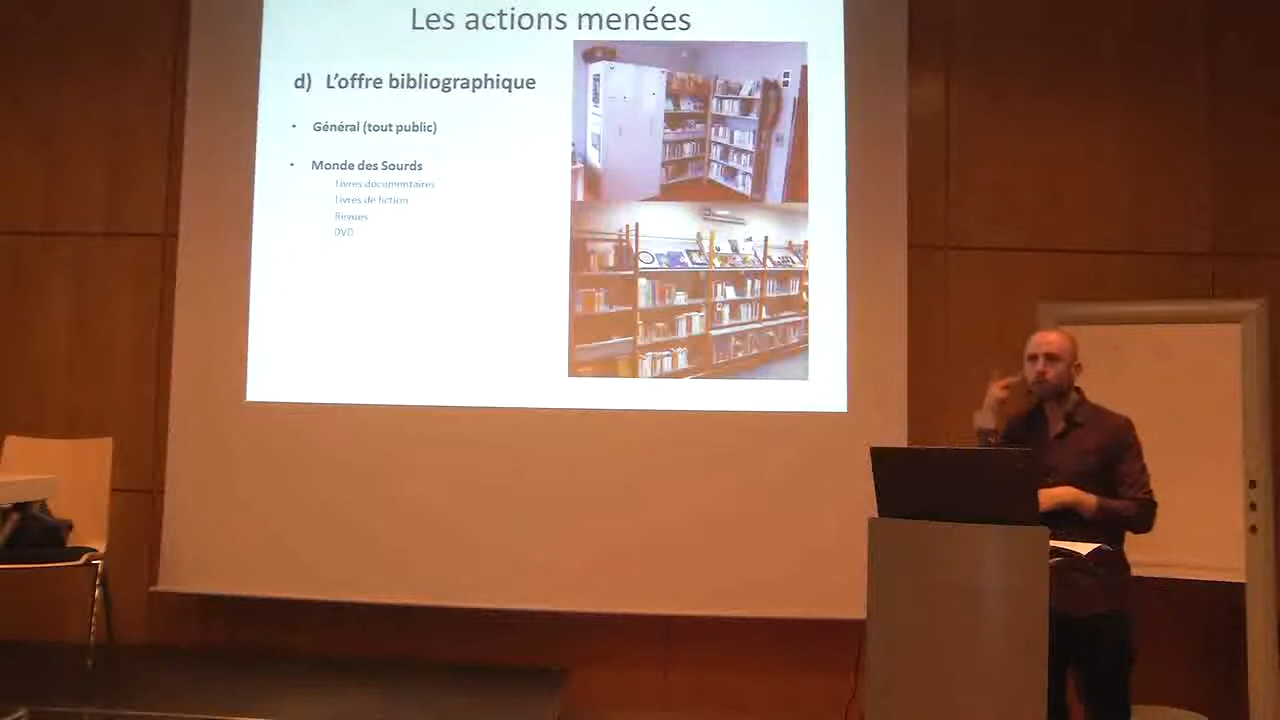 Les actions menées
d) L'offre bibliographique
• Général (tout public)
• Monde des Sourds
Livres documentaires
Livres de fiction
Revues
DVD